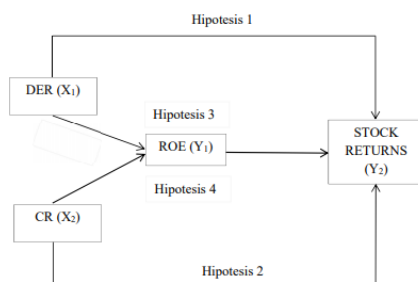 Hipotesis 1
DER (X₁)
Hipotesis 3
ROE (Y₁)
STOCK
RETURNS
(Y₂)
Hipotesis 4
CR (X₂)
Hipotesis 2